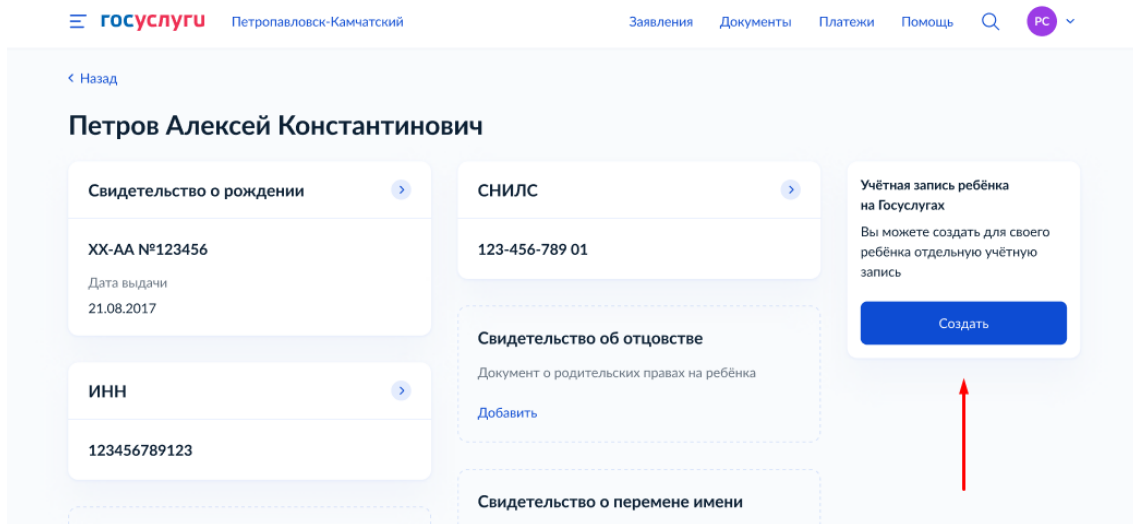 госуслуги Петропавловск-Камчатский Заявления Документы Платежи Помощь РС
Назад
Петров Алексей Константинович
Свидетельство о рождении
ХХ-АА №123456
Дата выдачи
21.08.2017
ИНН
123456789123
СНИЛС
123-456-789 01
Свидетельство об отцовстве
Документ о родительских правах на ребёнка
Добавить
Свидетельство о перемене имени
Учётная запись ребёнка
на Госуслугах
Вы можете создать для своего
ребёнка отдельную учётную
запись
Создать